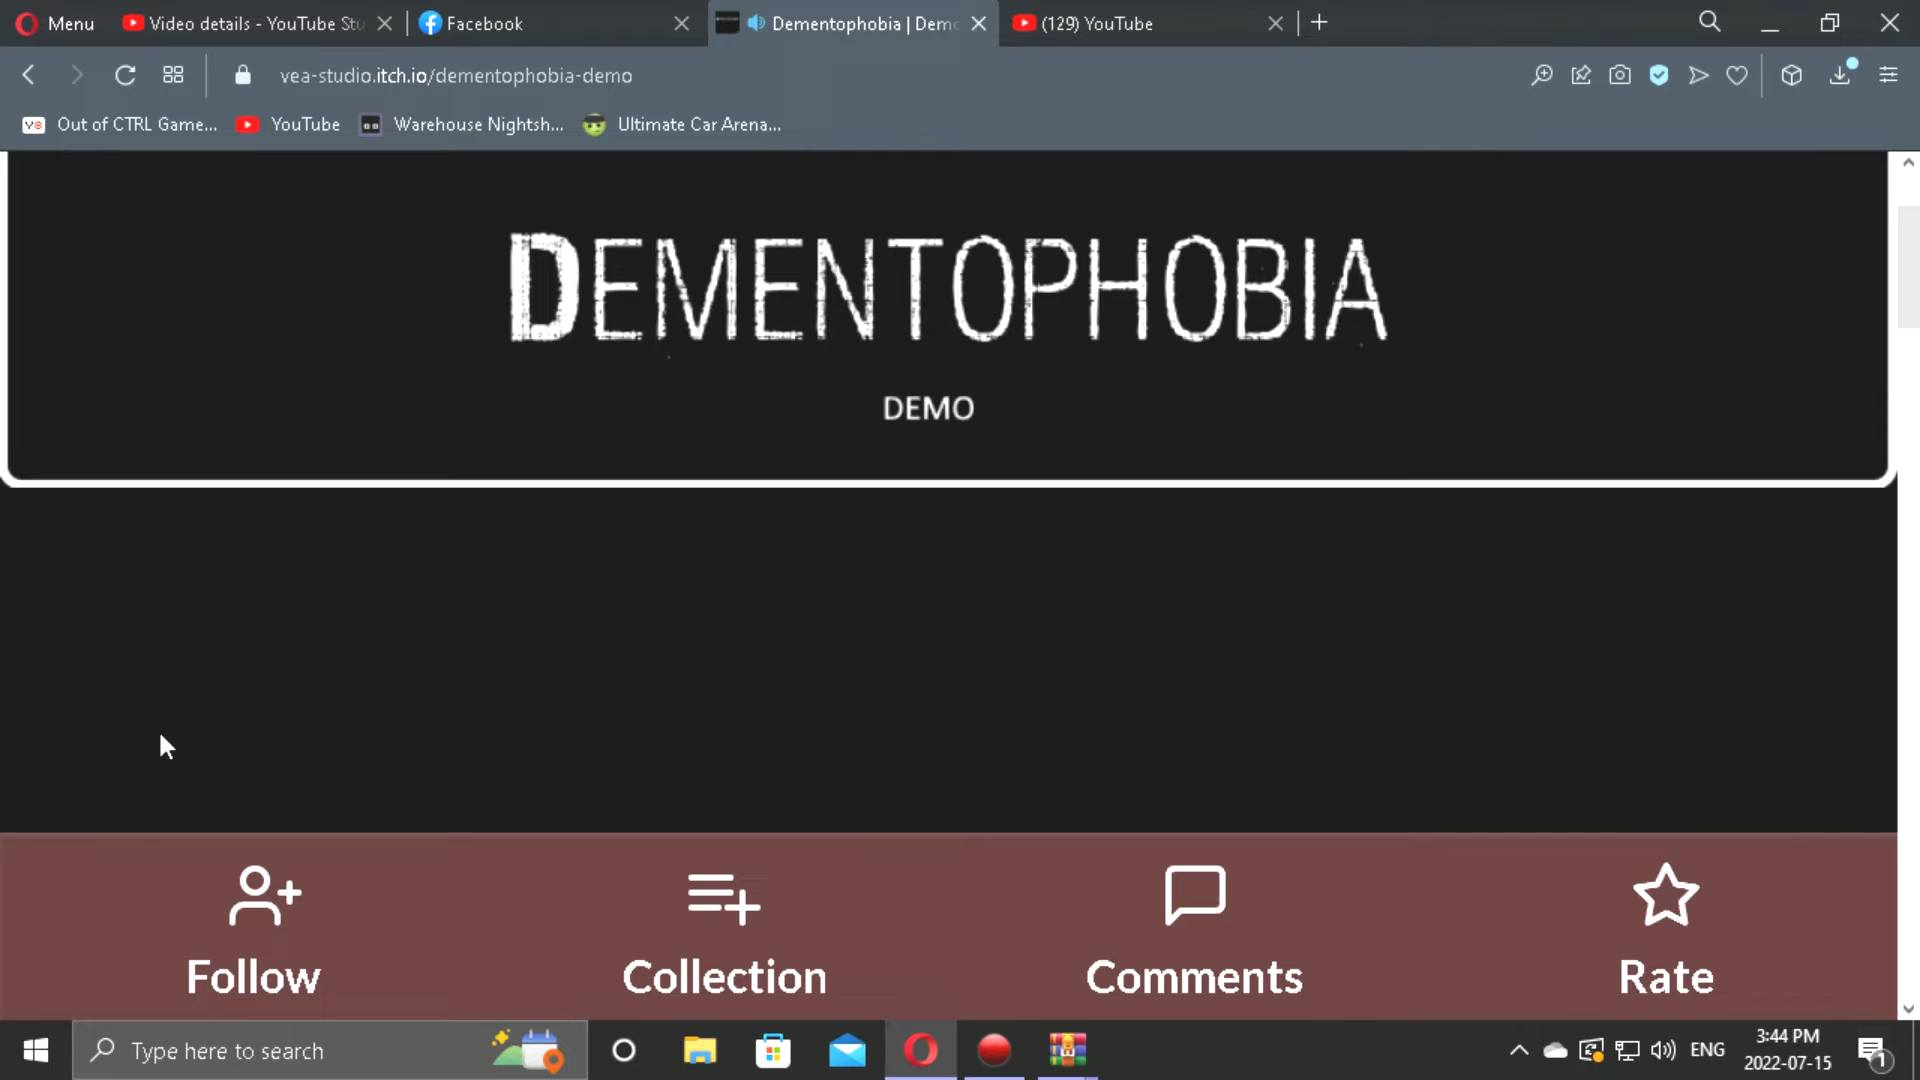 Menu
Video details - YouTube Stu
Facebook
Dementophobia | Demo
(129) YouTube
vea-studio.itch.io/dementophobia-demo
Out of CTRL Game...
YouTube
Warehouse Nightsh...
Ultimate Car Arena...
DEMENTOPHOBIA
DEMO
Follow
Collection
Comments
Rate
Type here to search
ENG
3:44 PM
2022-07-15
1